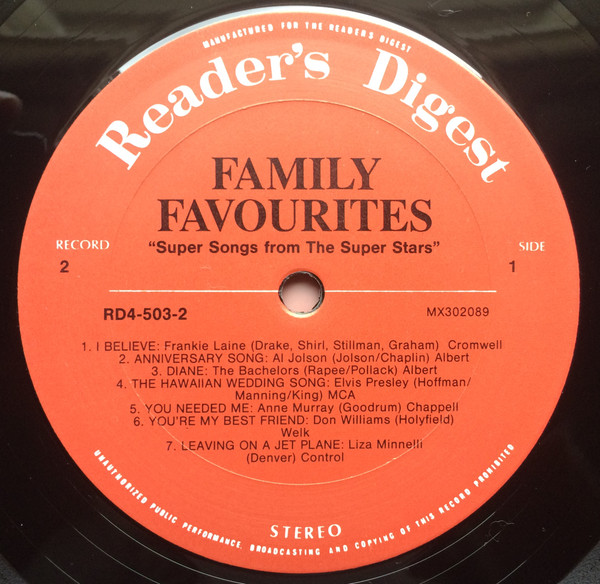 MANUFACTURED FOR THE READERS DIGEST
Reader's Digest
FAMILY
FAVOURITES
"Super Songs from The Super Stars"
RECORD
2
SIDE
1
RD4-503-2
MX302089
1. I BELIEVE: Frankie Laine (Drake, Shirl, Stillman, Graham) Cromwell
2. ANNIVERSARY SONG: Al Jolson (Jolson/Chaplin) Albert
3. DIANE: The Bachelors (Rapee/Pollack) Albert
4. THE HAWAIIAN WEDDING SONG: Elvis Presley (Hoffman/
Manning/King) MCA
5. YOU NEEDED ME: Anne Murray (Goodrum) Chappell
6. YOU'RE MY BEST FRIEND: Don Williams (Holyfield)
Welk
7. LEAVING ON A JET PLANE: Liza Minnelli
(Denver) Control
STEREO
UNAUTHORIZED PUBLIC PERFORMANCE, BROADCASTING AND COPYING OF THIS RECORD PROHIBITED